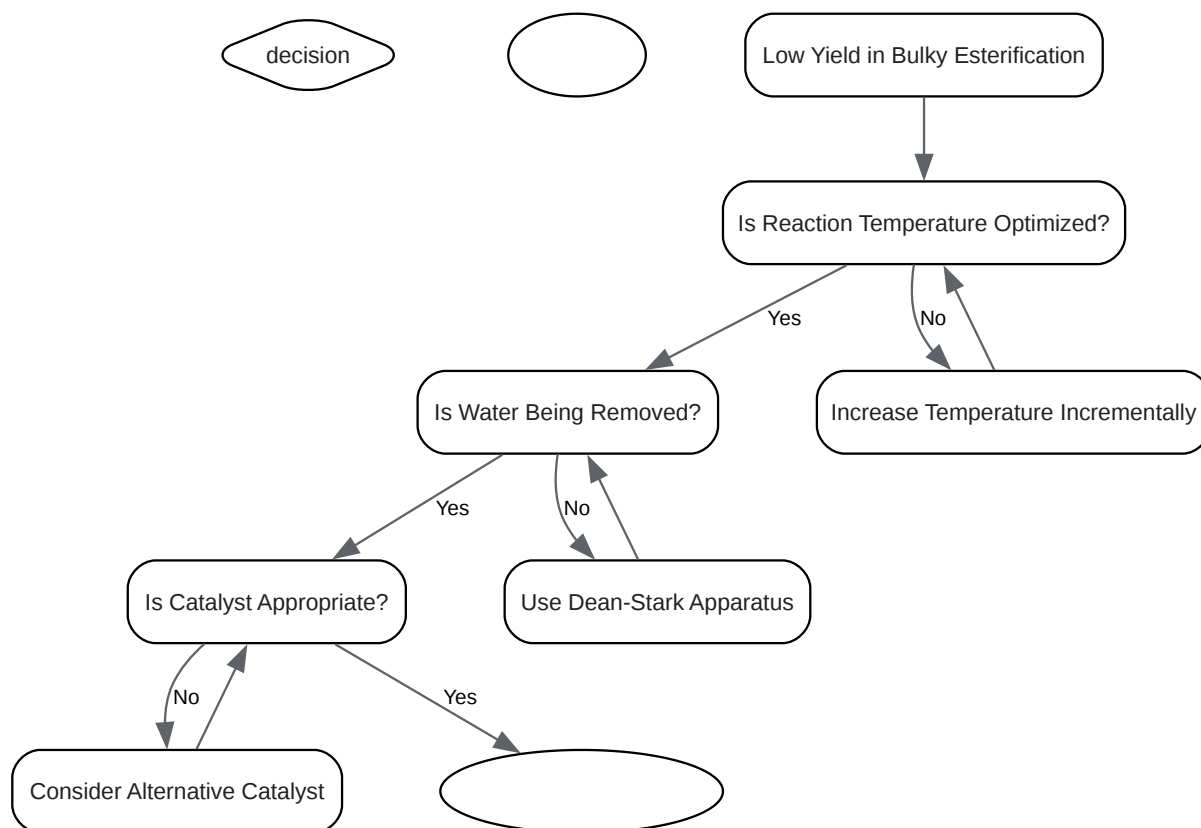 decision
Low Yield in Bulky Esterification
Is Reaction Temperature Optimized?
Yes
No
Is Water Being Removed?
Increase Temperature Incrementally
Yes
No
Is Catalyst Appropriate?
Use Dean-Stark Apparatus
No
Yes
Consider Alternative Catalyst